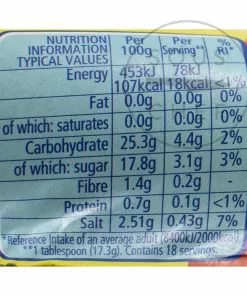 NUTRITION Per Per %
INFORMATION 100g Serving** RI*
TYPICAL VALUES
Energy 453kJ 78kJ
107kcal 18kcal <1%
Fat 0.0g 0.0g 0%
of which: saturates 0.0g 0.0g 0%
Carbohydrate 25.3g 4.4g 2%
of which: sugar 17.8g 3.1g 3%
Fibre 1.4g 0.2g -
Protein 0.7g 0.1g <1%
Salt 2.51g 0.43g 7%
*Reference Intake of an average adult (8400kJ/2000kcal)
**1 tablespoon (17.3g). Contains 18 servings.